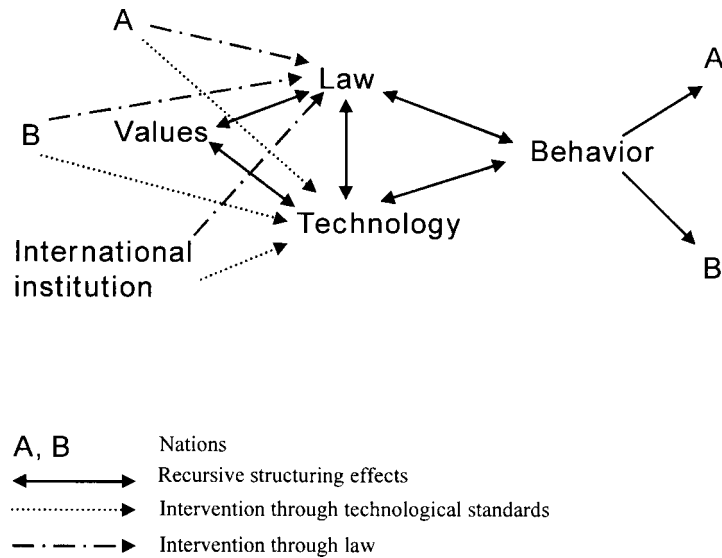 A
Law
A
B
Values
Behavior
Technology
International
institution
B
A, B Nations
Recursive structuring effects
Intervention through technological standards
Intervention through law